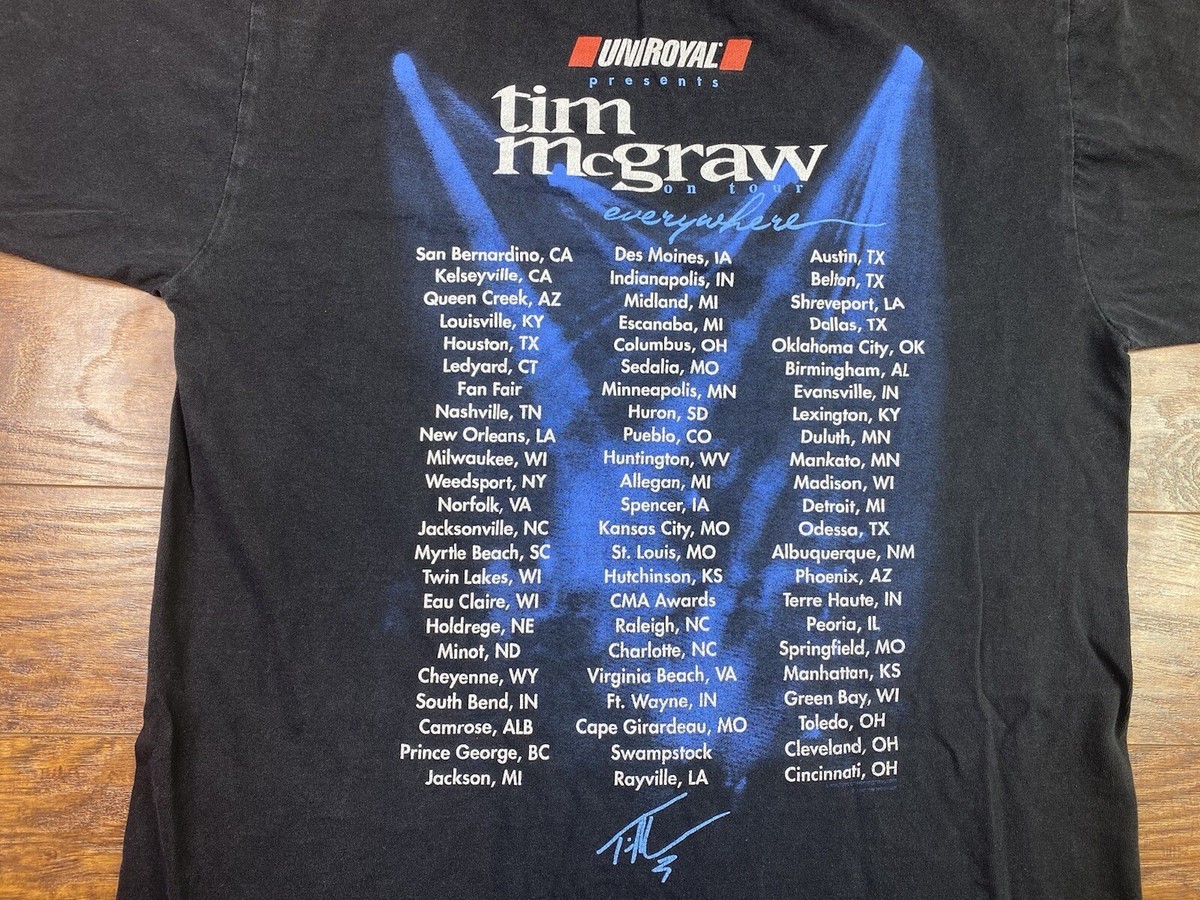 UNIROYAL
presents
tim
mcgraw
on tour
everywhere
San Bernardino, CA
Kelseyville, CA
Queen Creek, AZ
Louisville, KY
Houston, TX
Ledyard, CT
Fan Fair
Nashville, TN
New Orleans, LA
Milwaukee, WI
Weedsport, NY
Norfolk, VA
Jacksonville, NC
Myrtle Beach, SC
Twin Lakes, WI
Eau Claire, WI
Holdrege, NE
Minot, ND
Cheyenne, WY
South Bend, IN
Camrose, ALB
Prince George, BC
Jackson, MI
Des Moines, IA
Indianapolis, IN
Midland, MI
Escanaba, MI
Columbus, OH
Sedalia, MO
Minneapolis, MN
Huron, SD
Pueblo, CO
Huntington, WV
Allegan, MI
Spencer, IA
Kansas City, MO
St. Louis, MO
Hutchinson, KS
CMA Awards
Raleigh, NC
Charlotte, NC
Virginia Beach, VA
Ft. Wayne, IN
Cape Girardeau, MO
Swampstock
Rayville, LA
Austin, TX
Belton, TX
Shreveport, LA
Dallas, TX
Oklahoma City, OK
Birmingham, AL
Evansville, IN
Lexington, KY
Duluth, MN
Mankato, MN
Madison, WI
Detroit, MI
Odessa, TX
Albuquerque, NM
Phoenix, AZ
Terre Haute, IN
Peoria, IL
Springfield, MO
Manhattan, KS
Green Bay, WI
Toledo, OH
Cleveland, OH
Cincinnati, OH